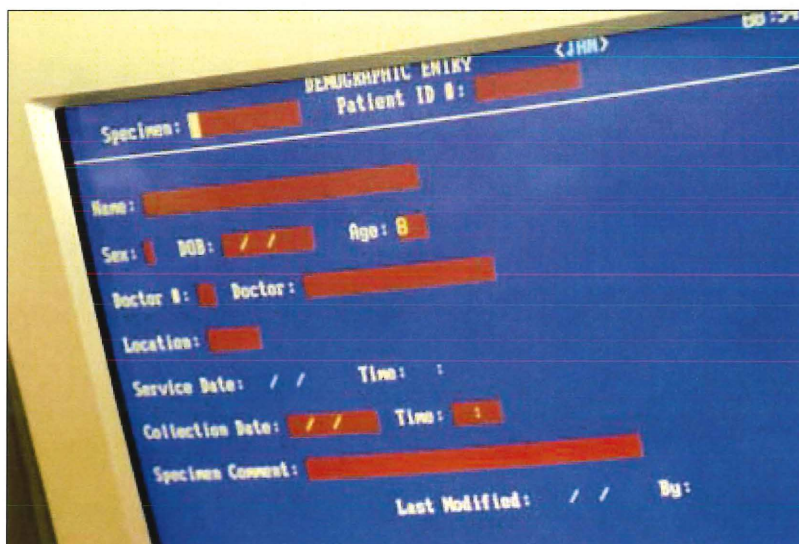 DEMOGRAPHIC ENTRY <JAN>
Specimen: Patient ID #:
Name:
Sex: DOB: / / Age: 0
Doctor #: Doctor:
Location:
Service Date: / / Time: :
Collection Date: / / Time: :
Specimen Comment:
Last Modified: / / By: